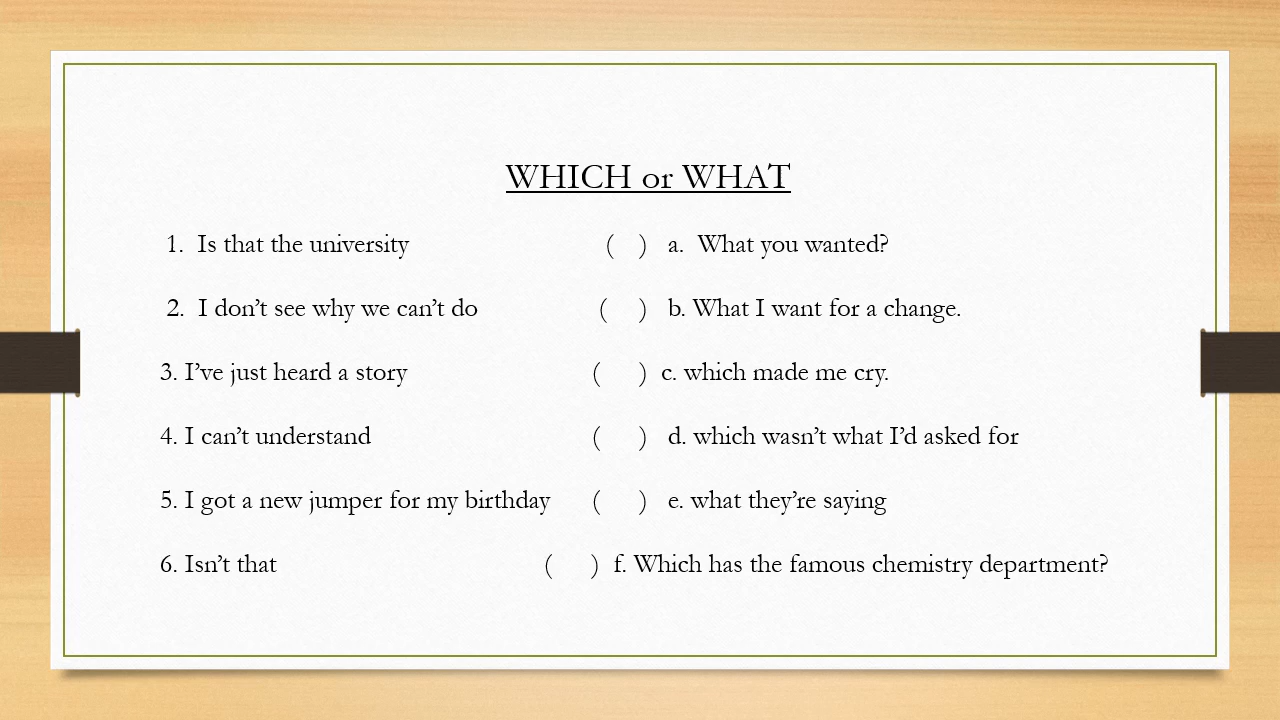 WHICH or WHAT
1. Is that the university ( ) a. What you wanted?
2. I don’t see why we can’t do ( ) b. What I want for a change.
3. I’ve just heard a story ( ) c. which made me cry.
4. I can’t understand ( ) d. which wasn’t what I’d asked for
5. I got a new jumper for my birthday ( ) e. what they’re saying
6. Isn’t that ( ) f. Which has the famous chemistry department?